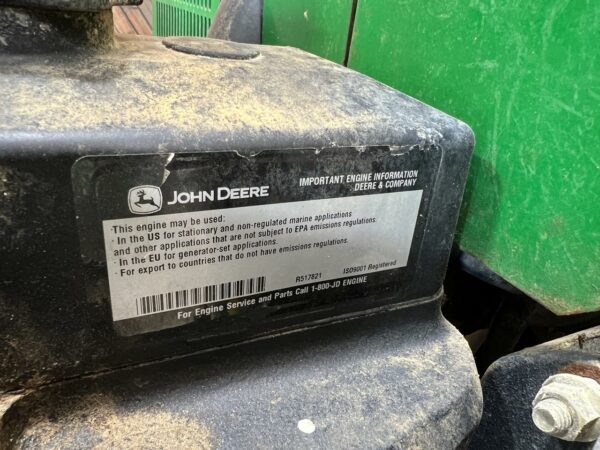 JOHN DEERE
IMPORTANT ENGINE INFORMATION
DEERE & COMPANY
·This engine may be used:
· In the US for stationary and non-regulated marine applications
and other applications that are not subject to EPA emissions regulations.
· In the EU for generator-set applications.
· For export to countries that do not have emissions regulations.
R517821
ISO9001 Registered
For Engine Service and Parts Call 1-800-JD ENGINE